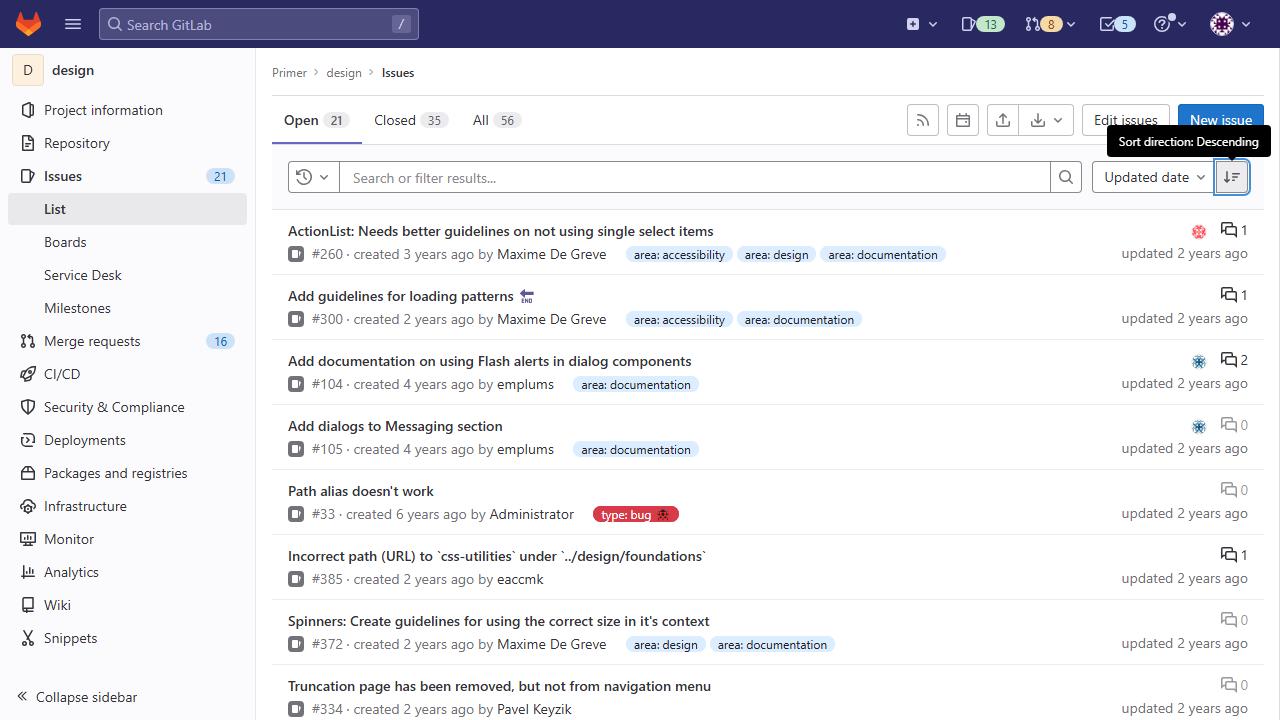 Search GitLab
/
13
8
5
D
design
Project information
Repository
Issues
21
List
Boards
Service Desk
Milestones
Merge requests
16
CI/CD
Security & Compliance
Deployments
Packages and registries
Infrastructure
Monitor
Analytics
Wiki
Snippets
Collapse sidebar
Primer
design
Issues
Open 21
Closed 35
All 56
Edit issues
New issue
Sort direction: Descending
Search or filter results...
Updated date
ActionList: Needs better guidelines on not using single select items
1
#260 · created 3 years ago by Maxime De Greve area: accessibility area: design area: documentation
updated 2 years ago
Add guidelines for loading patterns END
1
#300 · created 2 years ago by Maxime De Greve area: accessibility area: documentation
updated 2 years ago
Add documentation on using Flash alerts in dialog components
2
#104 · created 4 years ago by emplums area: documentation
updated 2 years ago
Add dialogs to Messaging section
0
#105 · created 4 years ago by emplums area: documentation
updated 2 years ago
Path alias doesn't work
0
#33 · created 6 years ago by Administrator type: bug
updated 2 years ago
Incorrect path (URL) to `css-utilities` under `../design/foundations`
1
#385 · created 2 years ago by eaccmk
updated 2 years ago
Spinners: Create guidelines for using the correct size in it's context
0
#372 · created 2 years ago by Maxime De Greve area: design area: documentation
updated 2 years ago
Truncation page has been removed, but not from navigation menu
0
#334 · created 2 years ago by Pavel Keyzik
updated 2 years ago